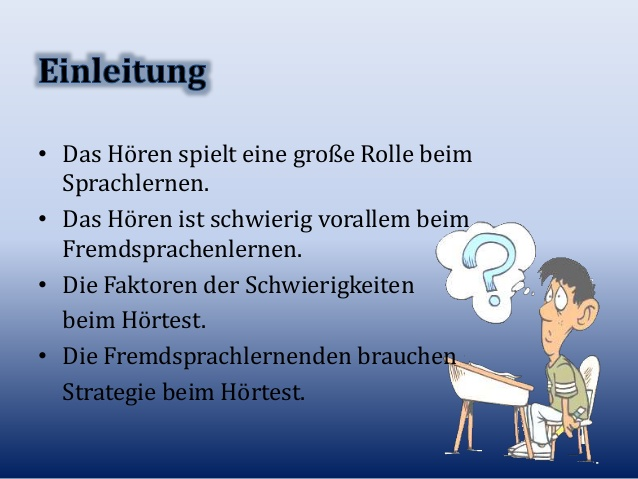 Einleitung
• Das Hören spielt eine große Rolle beim
Sprachlernen.
• Das Hören ist schwierig vorallem beim
Fremdsprachenlernen.
• Die Faktoren der Schwierigkeiten
beim Hörtest.
• Die Fremdsprachlernenden brauchen
Strategie beim Hörtest.
?